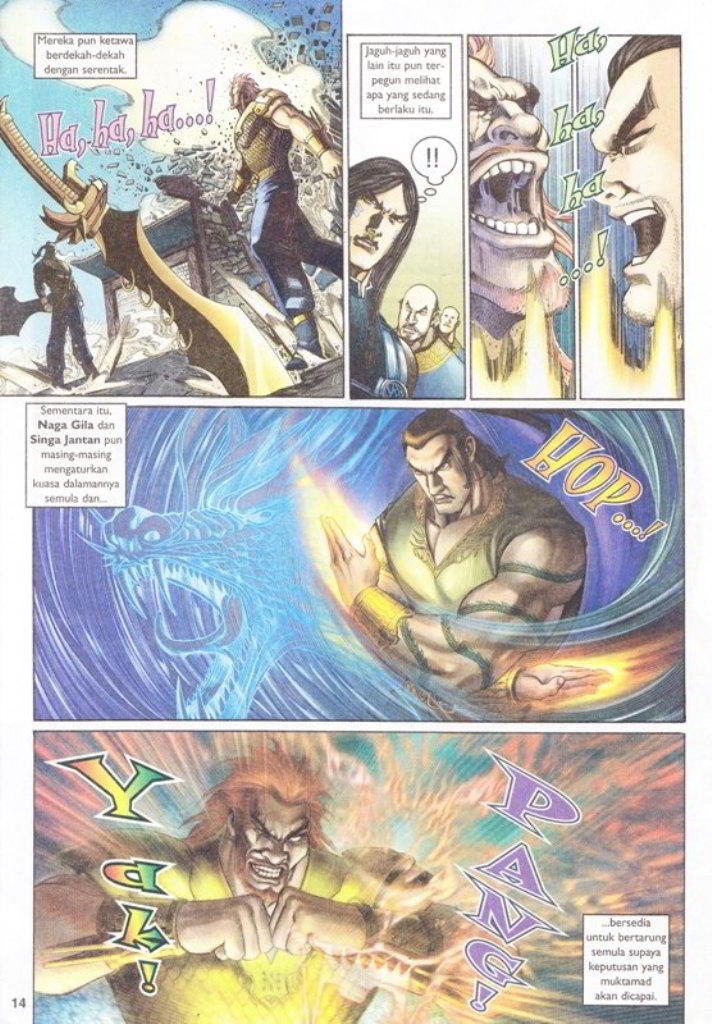 Mereka pun ketawa
berdekah-dekah
dengan serentak.
Ha, ha, ha....!
Jaguh-jaguh yang
lain itu pun ter-
pegun melihat
apa yang sedang
berlaku itu.
!!
Ha,
ha,
ha
...!
Sementara itu,
Naga Gila dan
Singa Jantan pun
masing-masing
mengaturkan
kuasa dalamannya
semula dan...
HOP...!
Yak!
PANG!
...bersedia
untuk bertarung
semula supaya
keputusan yang
muktamad
akan dicapai.
14